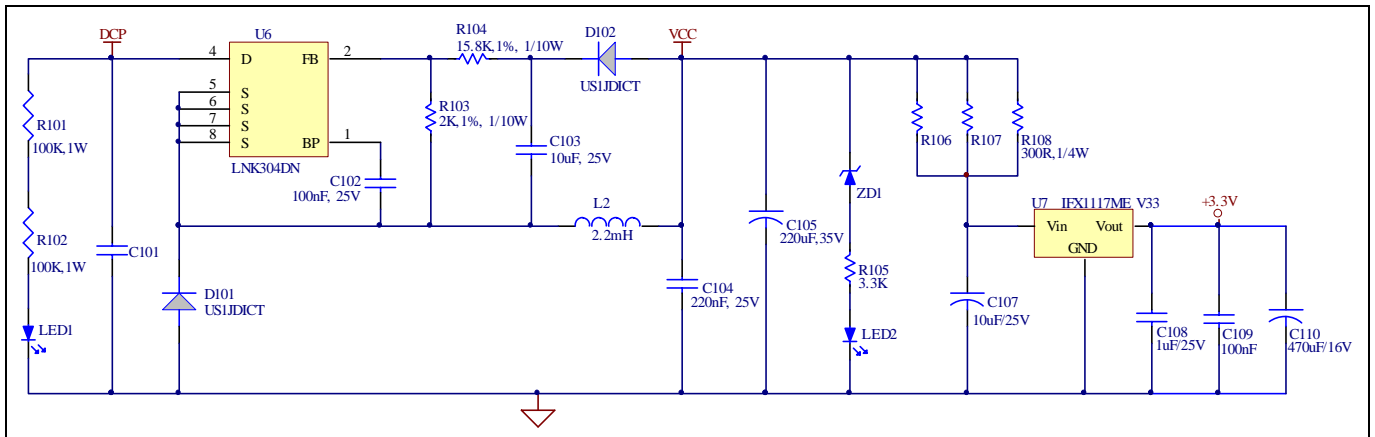 DCP
U6
4
D
FB
2
5
S
6
S
7
S
8
S
BP
1
LNK304DN
R101
100K,1W
R102
100K,1W
LED1
C101
D101
US1JDICT
R104
15.8K,1%, 1/10W
R103
2K,1%, 1/10W
C102
100nF, 25V
C103
10uF, 25V
D102
US1JDICT
VCC
L2
2.2mH
C104
220nF, 25V
C105
220uF,35V
ZD1
R105
3.3K
LED2
R106
R107
R108
300R,1/4W
U7 IFX1117ME V33
Vin
Vout
GND
+3.3V
C107
10uF/25V
C108
1uF/25V
C109
100nF
C110
470uF/16V